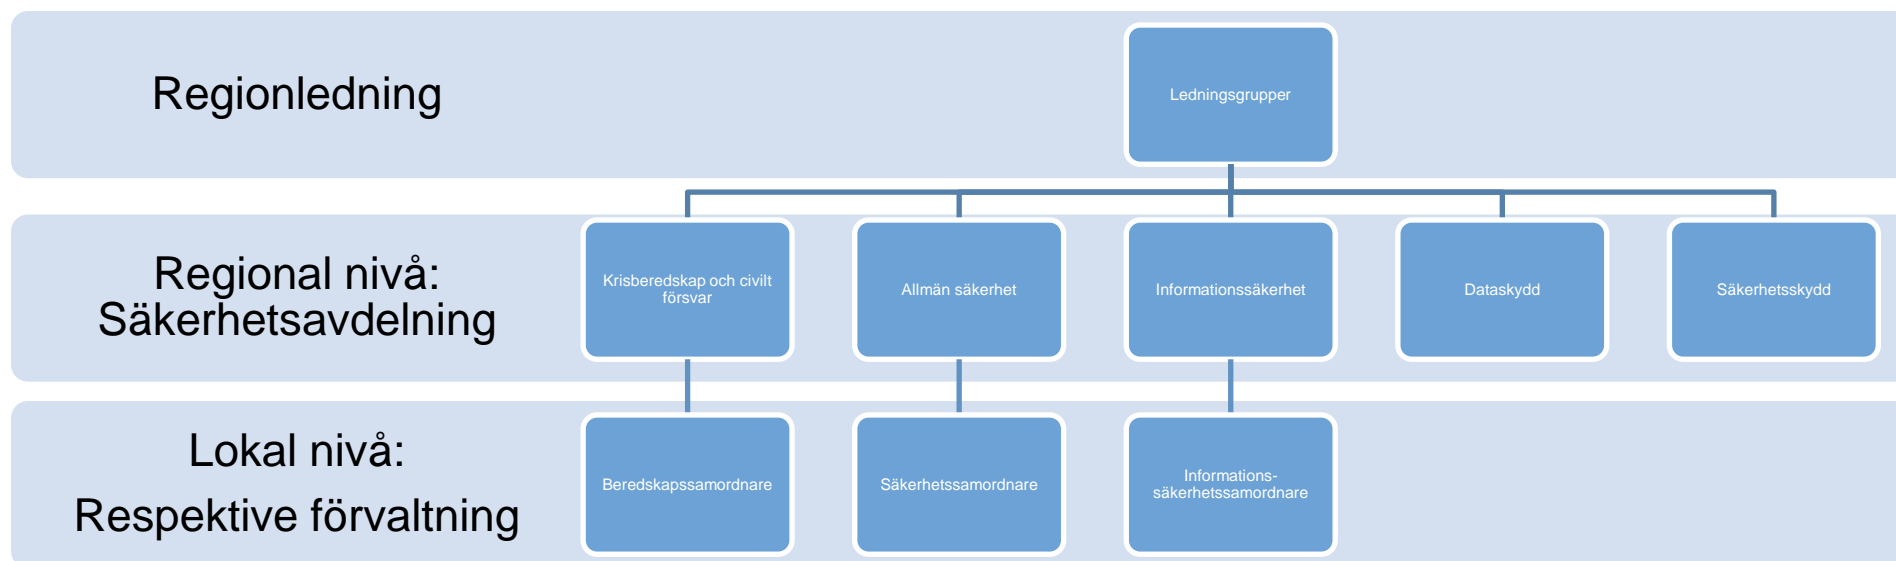 Regionledning
Ledningsgrupper
Regional nivå:
Säkerhetsavdelning
Krisberedskap och civilt
försvar
Allmän säkerhet
Informationssäkerhet
Dataskydd
Säkerhetsskydd
Lokal nivå:
Respektive förvaltning
Beredskapssamordnare
Säkerhetssamordnare
Informations-
säkerhetssamordnare